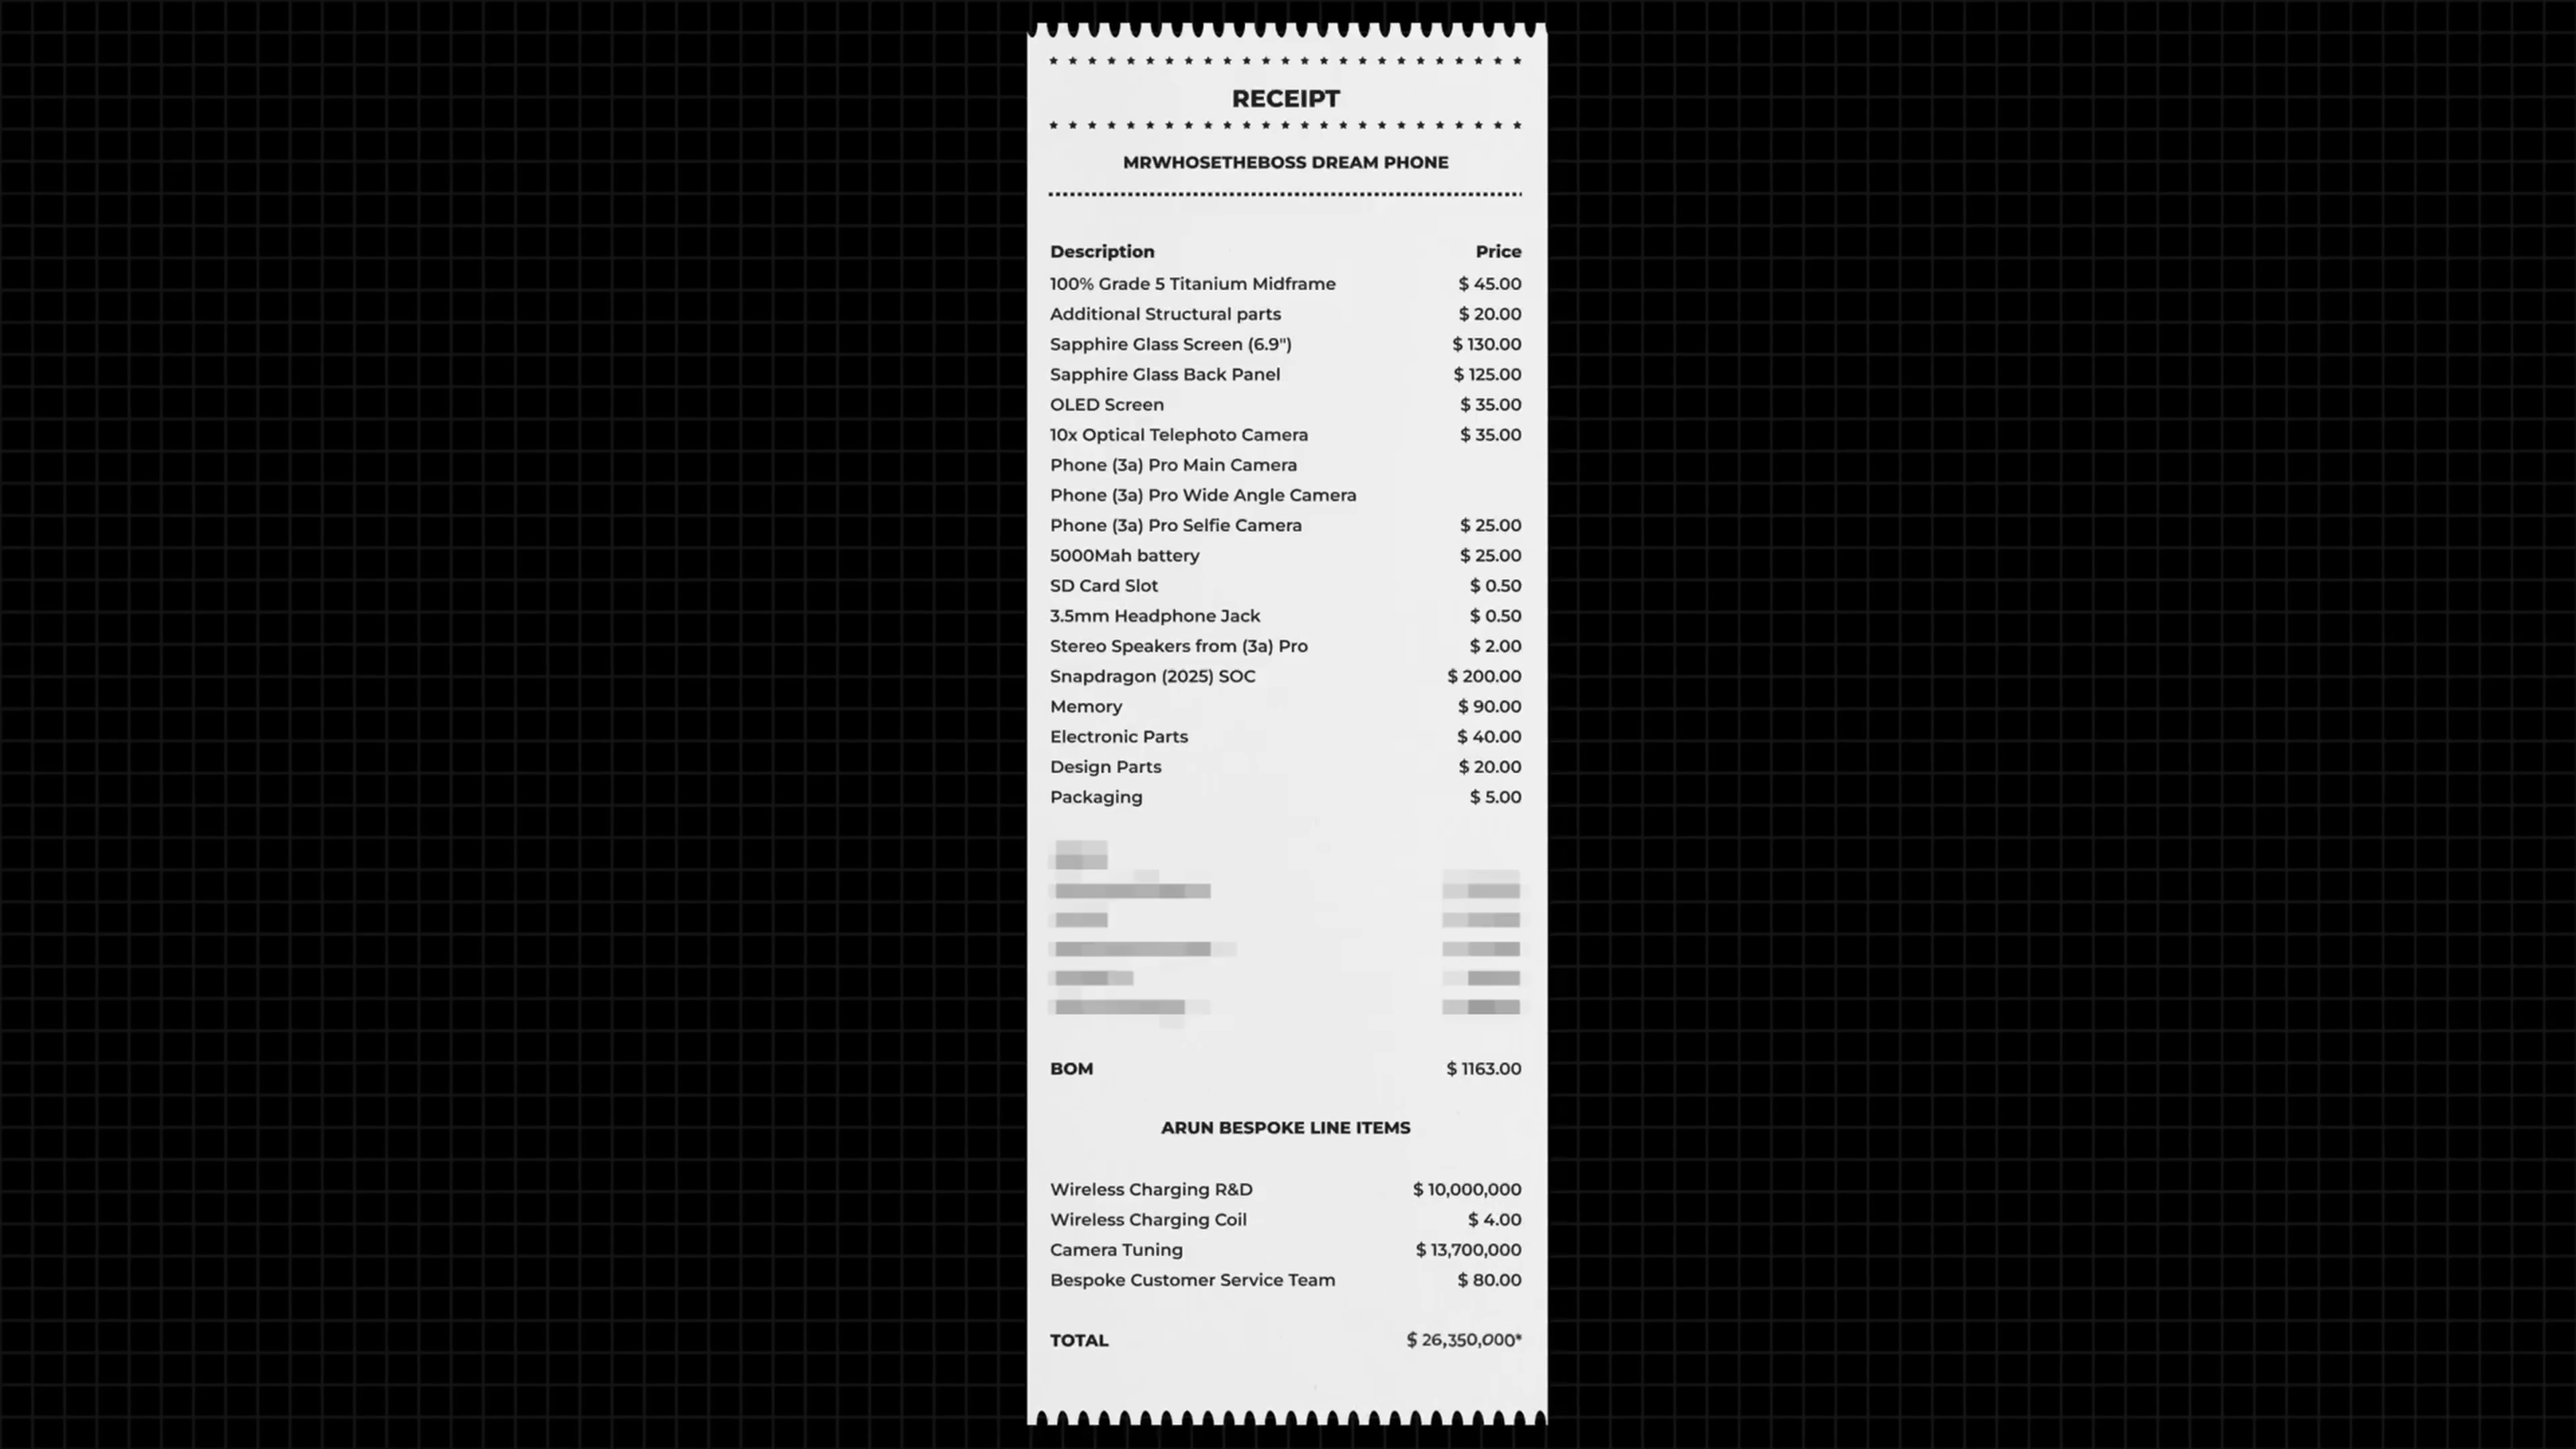 RECEIPT
MRWHOSETHEBOSS DREAM PHONE
Description Price
100% Grade 5 Titanium Midframe $ 45.00
Additional Structural parts $ 20.00
Sapphire Glass Screen (6.9") $ 130.00
Sapphire Glass Back Panel $ 125.00
OLED Screen $ 35.00
10x Optical Telephoto Camera $ 35.00
Phone (3a) Pro Main Camera
Phone (3a) Pro Wide Angle Camera
Phone (3a) Pro Selfie Camera $ 25.00
5000Mah battery $ 25.00
SD Card Slot $ 0.50
3.5mm Headphone Jack $ 0.50
Stereo Speakers from (3a) Pro $ 2.00
Snapdragon (2025) SOC $ 200.00
Memory $ 90.00
Electronic Parts $ 40.00
Design Parts $ 20.00
Packaging $ 5.00
BOM $ 1163.00
ARUN BESPOKE LINE ITEMS
Wireless Charging R&D $ 10,000,000
Wireless Charging Coil $ 4.00
Camera Tuning $ 13,700,000
Bespoke Customer Service Team $ 80.00
TOTAL $ 26,350,000*